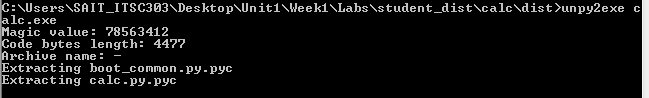 C:\Users\SAIT_ITSC303\Desktop\Unit1\Week1\Labs\student_dist\calc\dist>unpy2exe c
alc.exe
Magic value: 78563412
Code bytes length: 4477
Archive name: -
Extracting boot_common.py.pyc
Extracting calc.py.pyc